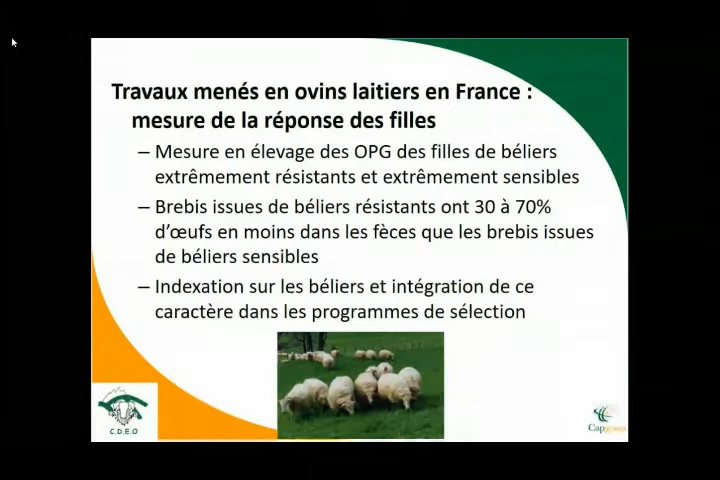 Travaux menés en ovins laitiers en France :
mesure de la réponse des filles
– Mesure en élevage des OPG des filles de béliers
extrêmement résistants et extrêmement sensibles
– Brebis issues de béliers résistants ont 30 à 70%
d'œufs en moins dans les fèces que les brebis issues
de béliers sensibles
– Indexation sur les béliers et intégration de ce
caractère dans les programmes de sélection
C.D.E.O
Capgenes